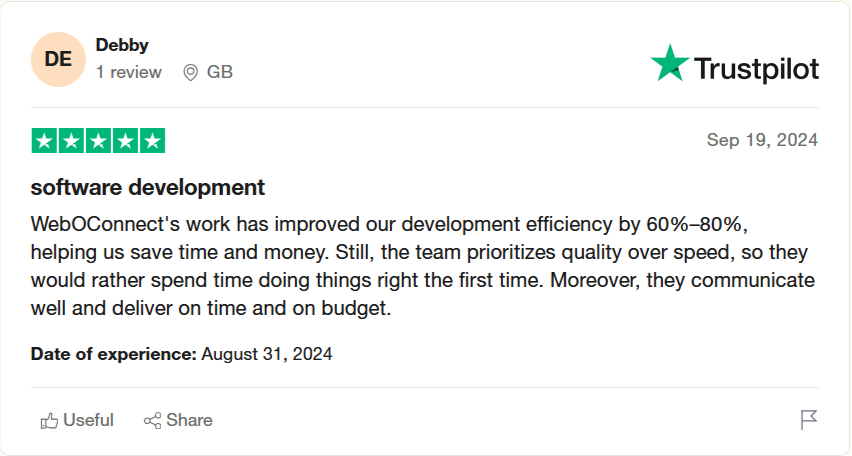 DE
Debby
1 review GB
Trustpilot
Sep 19, 2024
software development
WebOConnect's work has improved our development efficiency by 60%–80%,
helping us save time and money. Still, the team prioritizes quality over speed, so they
would rather spend time doing things right the first time. Moreover, they communicate
well and deliver on time and on budget.
Date of experience: August 31, 2024
Useful Share